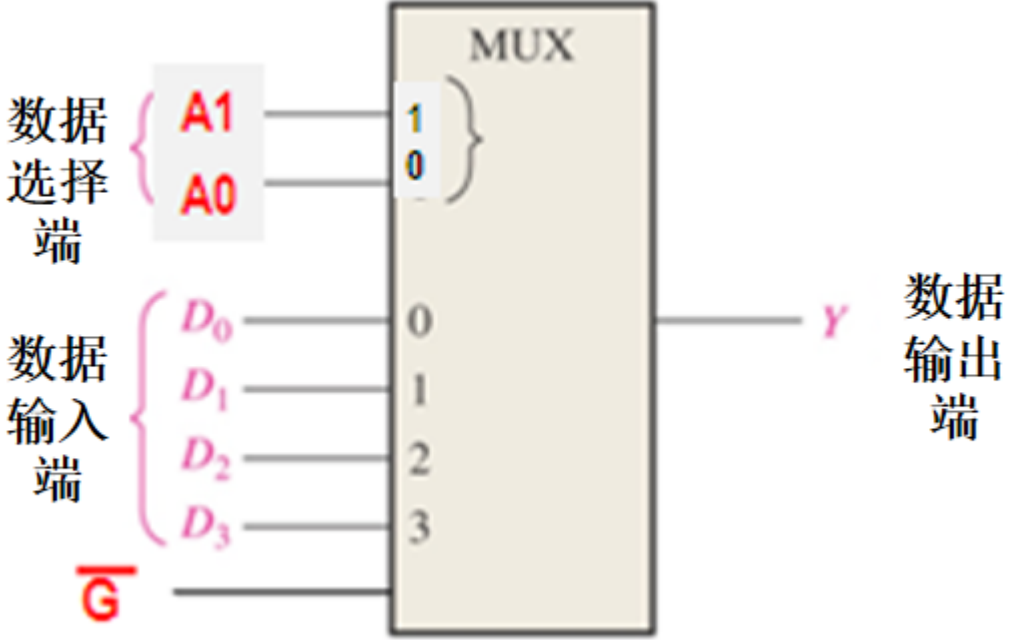 MUX
数据
选择
端
A1
1
A0
0
数据
输入
端
D₀
0
D₁
1
D₂
2
D₃
3
G̅
Y
数据
输出
端